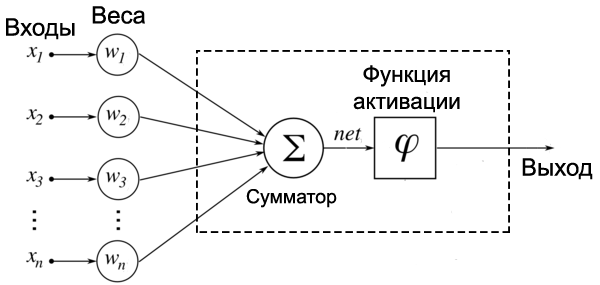 Входы
Веса
x1
w1
x2
w2
x3
w3
⋮
⋮
xn
wn
Σ
Сумматор
net
Функция
активации
φ
Выход